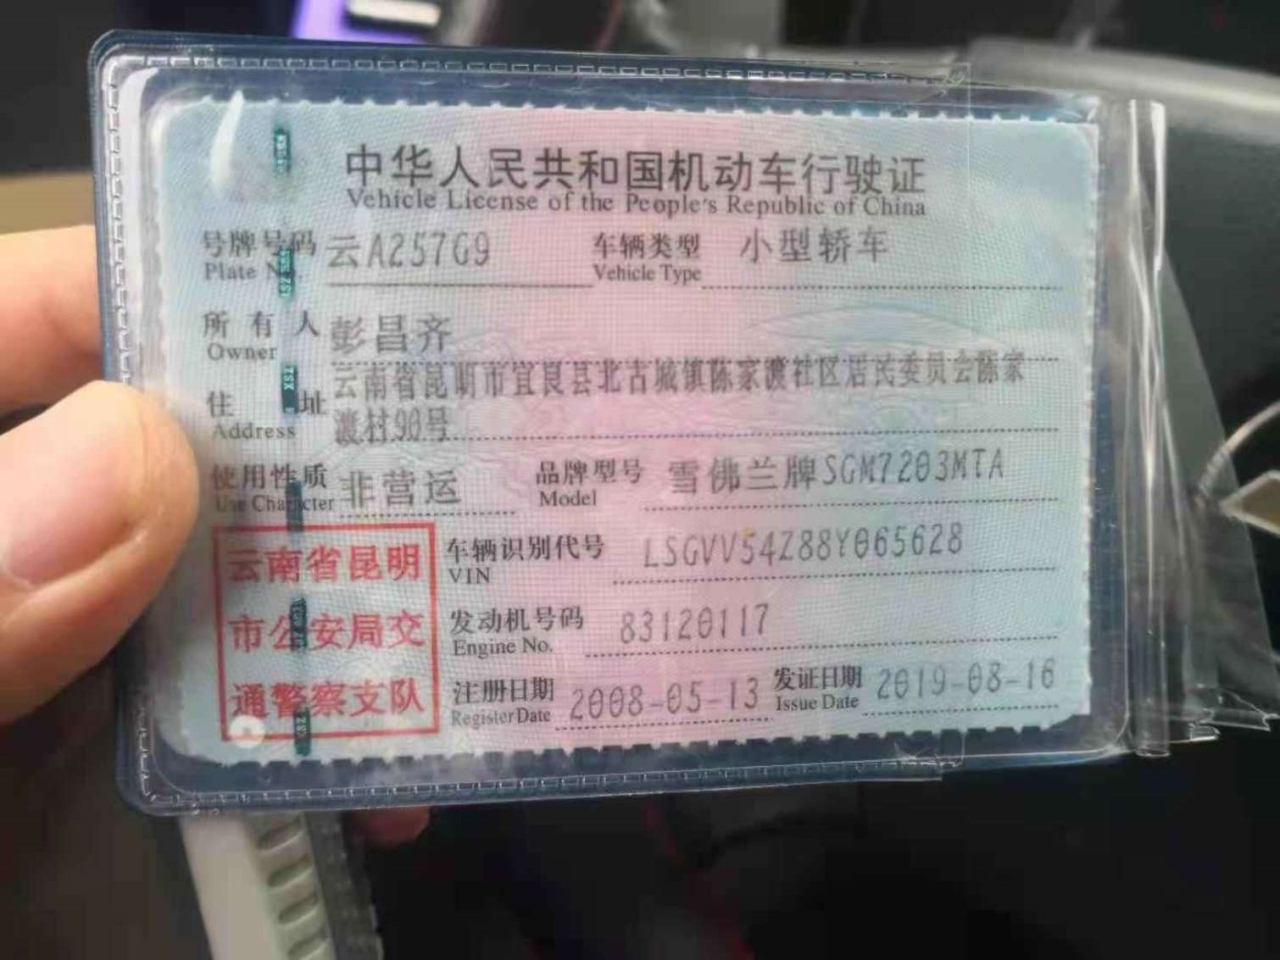 中华人民共和国机动车行驶证
Vehicle License of the People's Republic of China
号牌号码 云A257G9 车辆类型 小型轿车
Plate No. Vehicle Type
所有人 彭昌齐
Owner
住址 云南省昆明市宜良县北古城镇陈家渡社区居民委员会陈家
Address 渡村90号
使用性质 非营运 品牌型号 雪佛兰牌SGM7203MTA
Use Character Model
云南省昆明
市公安局交
通警察支队
车辆识别代号 LSGVV54Z88Y065628
VIN
发动机号码 83120117
Engine No.
注册日期 2008-05-13 发证日期 2019-08-16
Register Date Issue Date